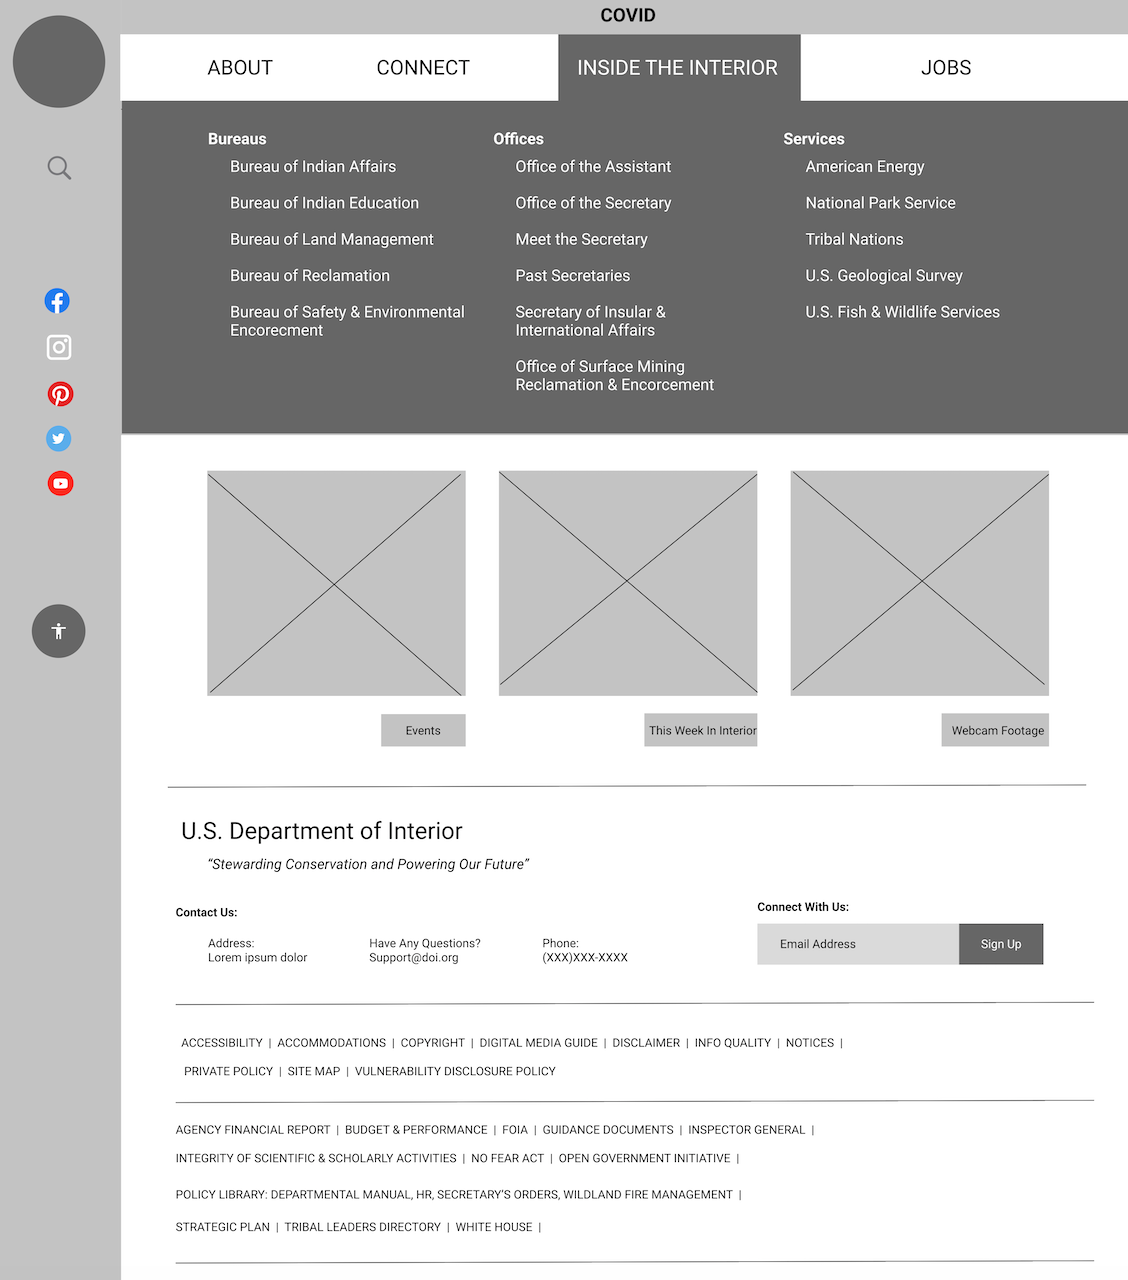 COVID
ABOUT
CONNECT
INSIDE THE INTERIOR
JOBS
Bureaus
Bureau of Indian Affairs
Bureau of Indian Education
Bureau of Land Management
Bureau of Reclamation
Bureau of Safety & Environmental
Encorecment
Offices
Office of the Assistant
Office of the Secretary
Meet the Secretary
Past Secretaries
Secretary of Insular &
International Affairs
Office of Surface Mining
Reclamation & Encorcement
Services
American Energy
National Park Service
Tribal Nations
U.S. Geological Survey
U.S. Fish & Wildlife Services
Events
This Week In Interior
Webcam Footage
U.S. Department of Interior
“Stewarding Conservation and Powering Our Future”
Contact Us:
Address:
Lorem ipsum dolor
Have Any Questions?
Support@doi.org
Phone:
(XXX)XXX-XXXX
Connect With Us:
Email Address
Sign Up
ACCESSIBILITY | ACCOMMODATIONS | COPYRIGHT | DIGITAL MEDIA GUIDE | DISCLAIMER | INFO QUALITY | NOTICES |
PRIVATE POLICY | SITE MAP | VULNERABILITY DISCLOSURE POLICY
AGENCY FINANCIAL REPORT | BUDGET & PERFORMANCE | FOIA | GUIDANCE DOCUMENTS | INSPECTOR GENERAL |
INTEGRITY OF SCIENTIFIC & SCHOLARLY ACTIVITIES | NO FEAR ACT | OPEN GOVERNMENT INITIATIVE |
POLICY LIBRARY: DEPARTMENTAL MANUAL, HR, SECRETARY’S ORDERS, WILDLAND FIRE MANAGEMENT |
STRATEGIC PLAN | TRIBAL LEADERS DIRECTORY | WHITE HOUSE |